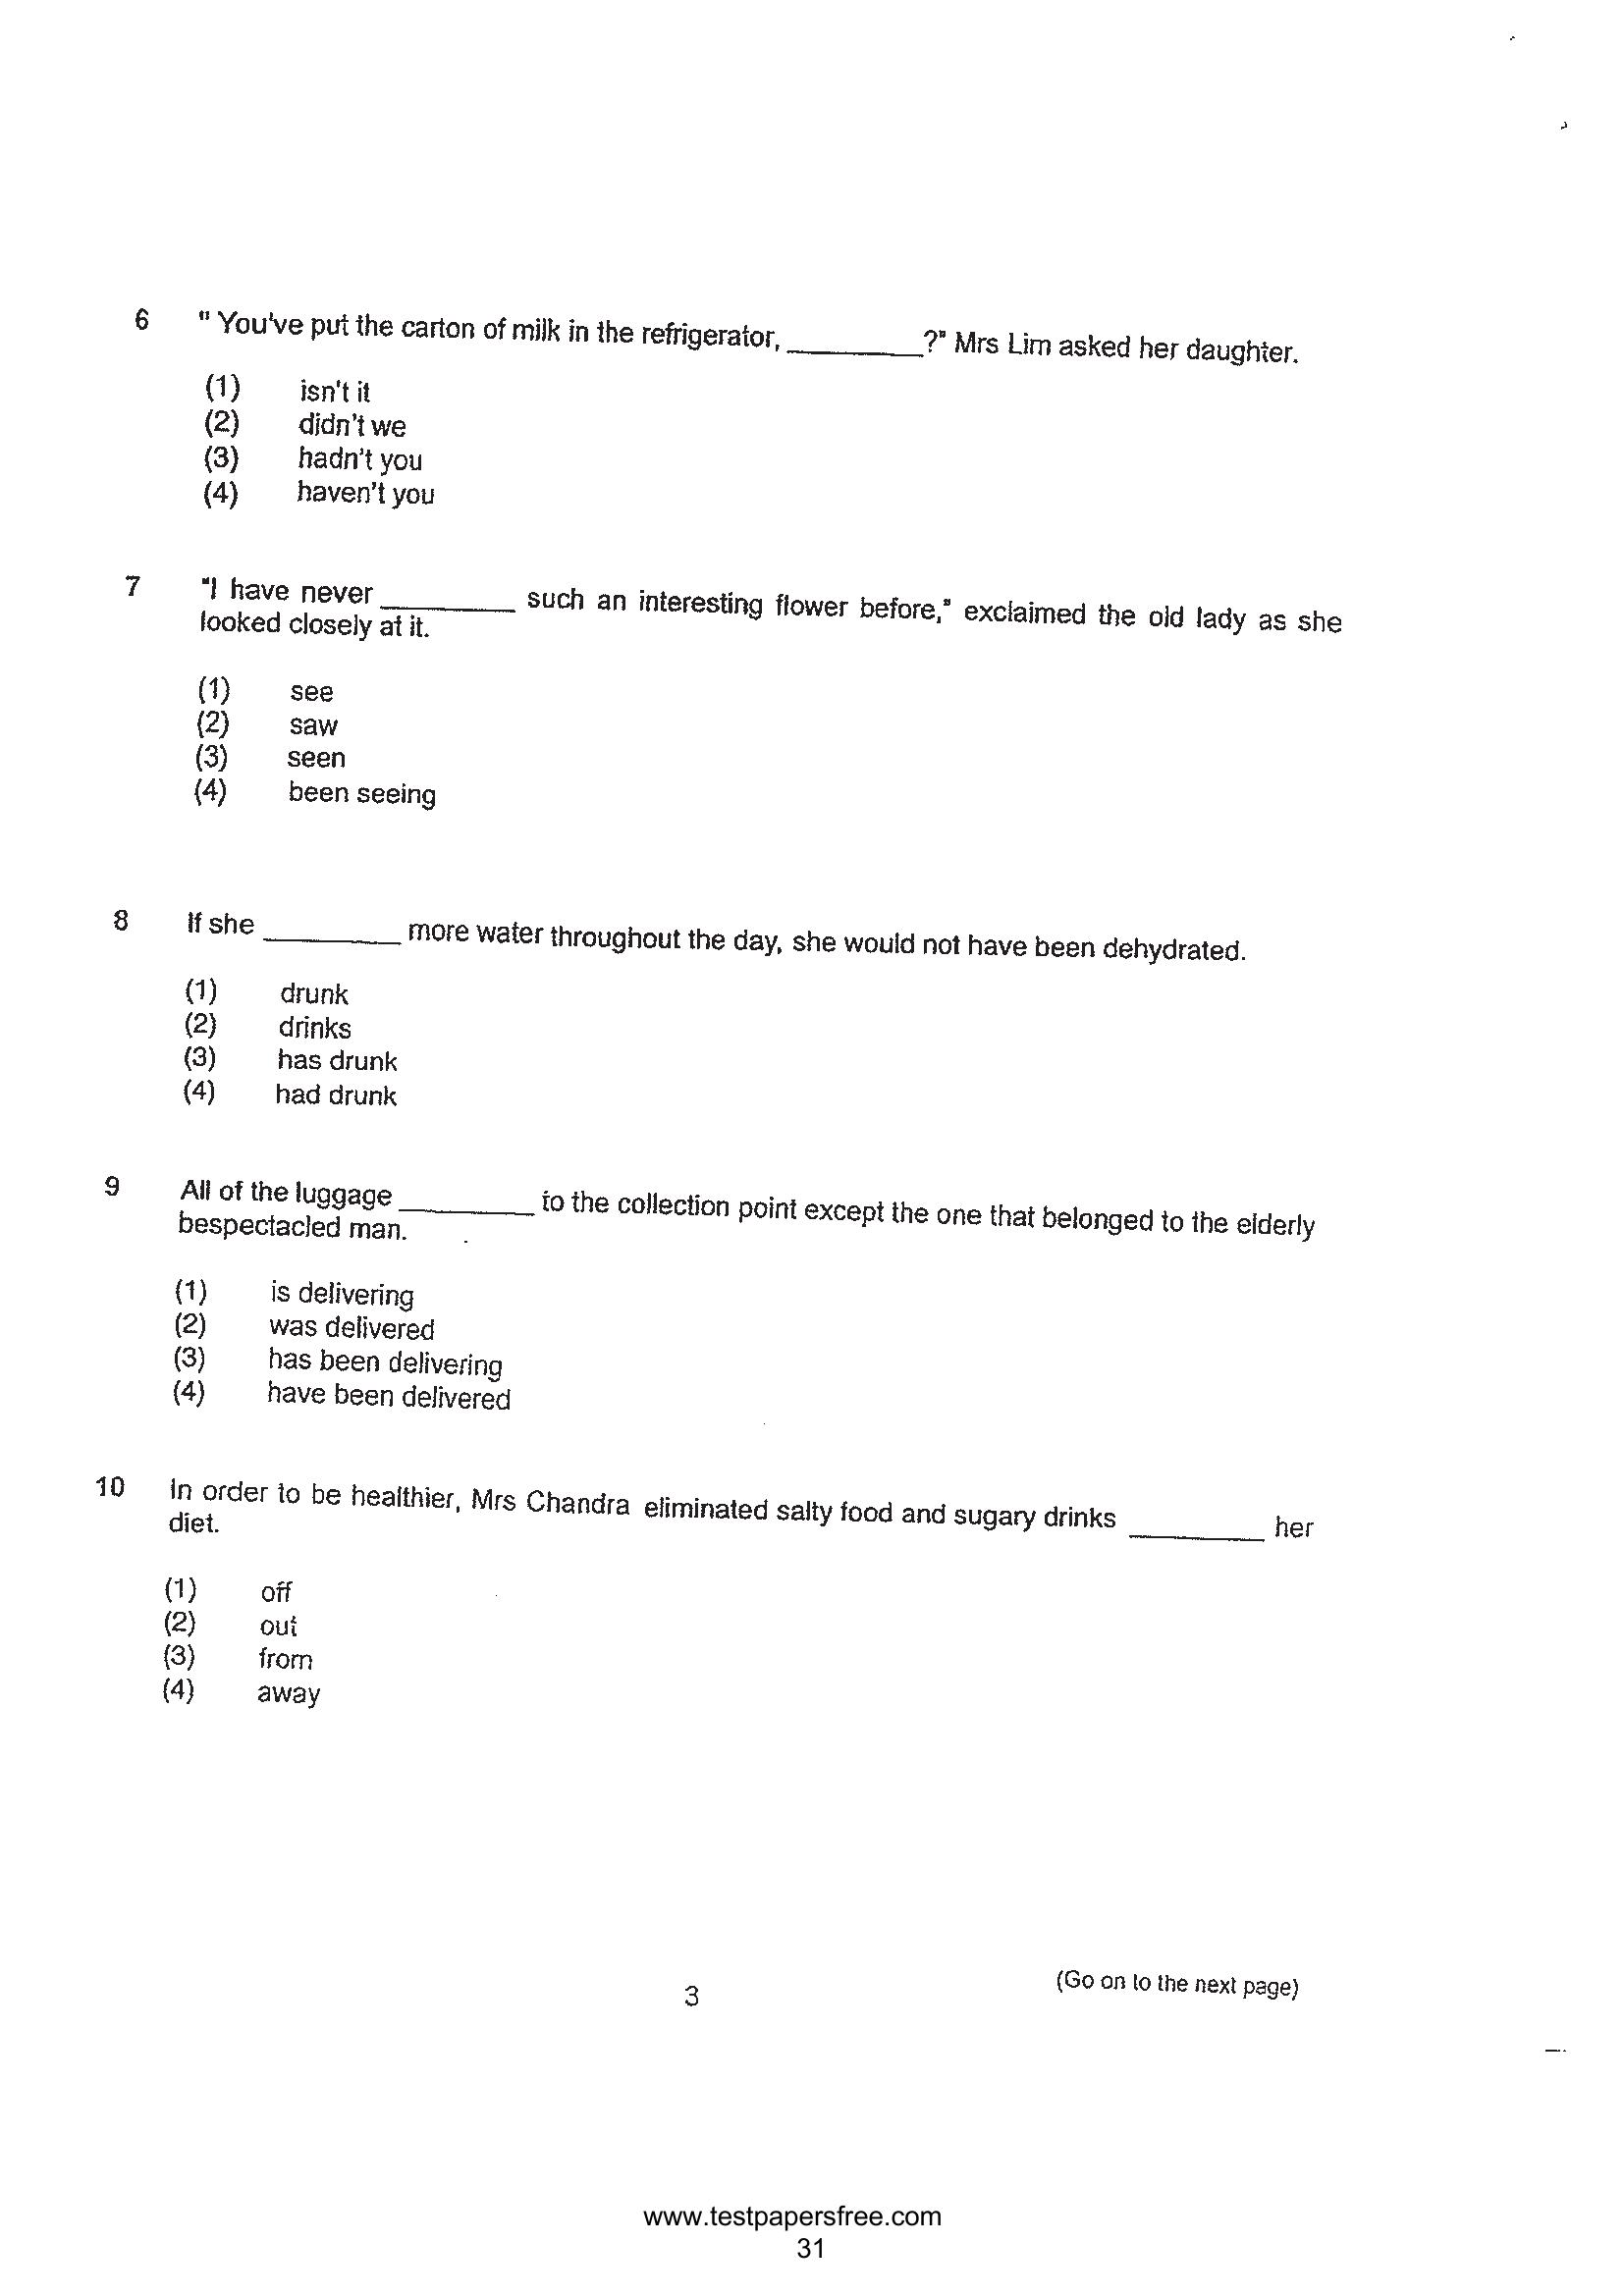 6 " You've put the carton of milk in the refrigerator, _________?" Mrs Lim asked her daughter.
(1) isn't it
(2) didn't we
(3) hadn't you
(4) haven't you
7 "I have never _________ such an interesting flower before," exclaimed the old lady as she
looked closely at it.
(1) see
(2) saw
(3) seen
(4) been seeing
8 If she _________ more water throughout the day, she would not have been dehydrated.
(1) drunk
(2) drinks
(3) has drunk
(4) had drunk
9 All of the luggage _________ to the collection point except the one that belonged to the elderly
bespectacled man.
(1) is delivering
(2) was delivered
(3) has been delivering
(4) have been delivered
10 In order to be healthier, Mrs Chandra eliminated salty food and sugary drinks _________ her
diet.
(1) off
(2) out
(3) from
(4) away
(Go on to the next page)
3
www.testpapersfree.com
31